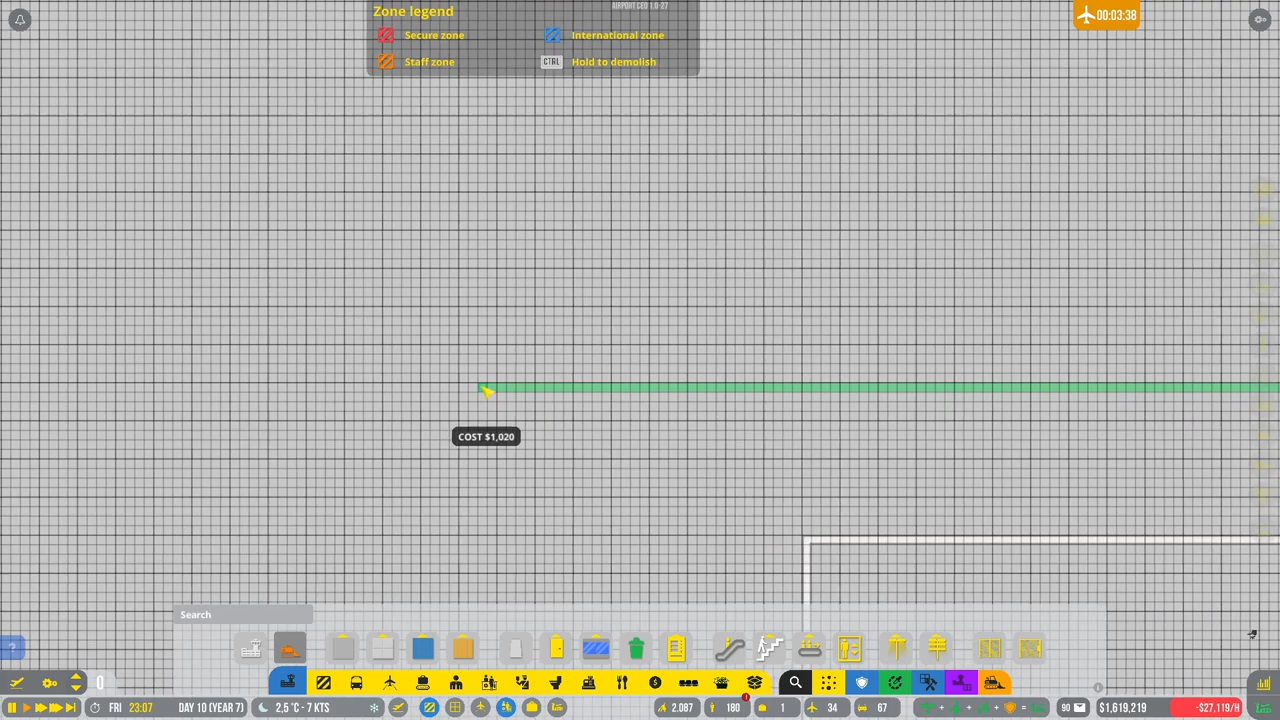 Zone legend
AIRPORT CEO 1.0-27
Secure zone
International zone
Staff zone
CTRL Hold to demolish
00:03:38
COST $1,020
Search
?
0
FRI 23:07 DAY 10 (YEAR 7) 2,5 °C - 7 KTS 2.087 180 1 34 67 90 $1,619,219 -$27,119/H